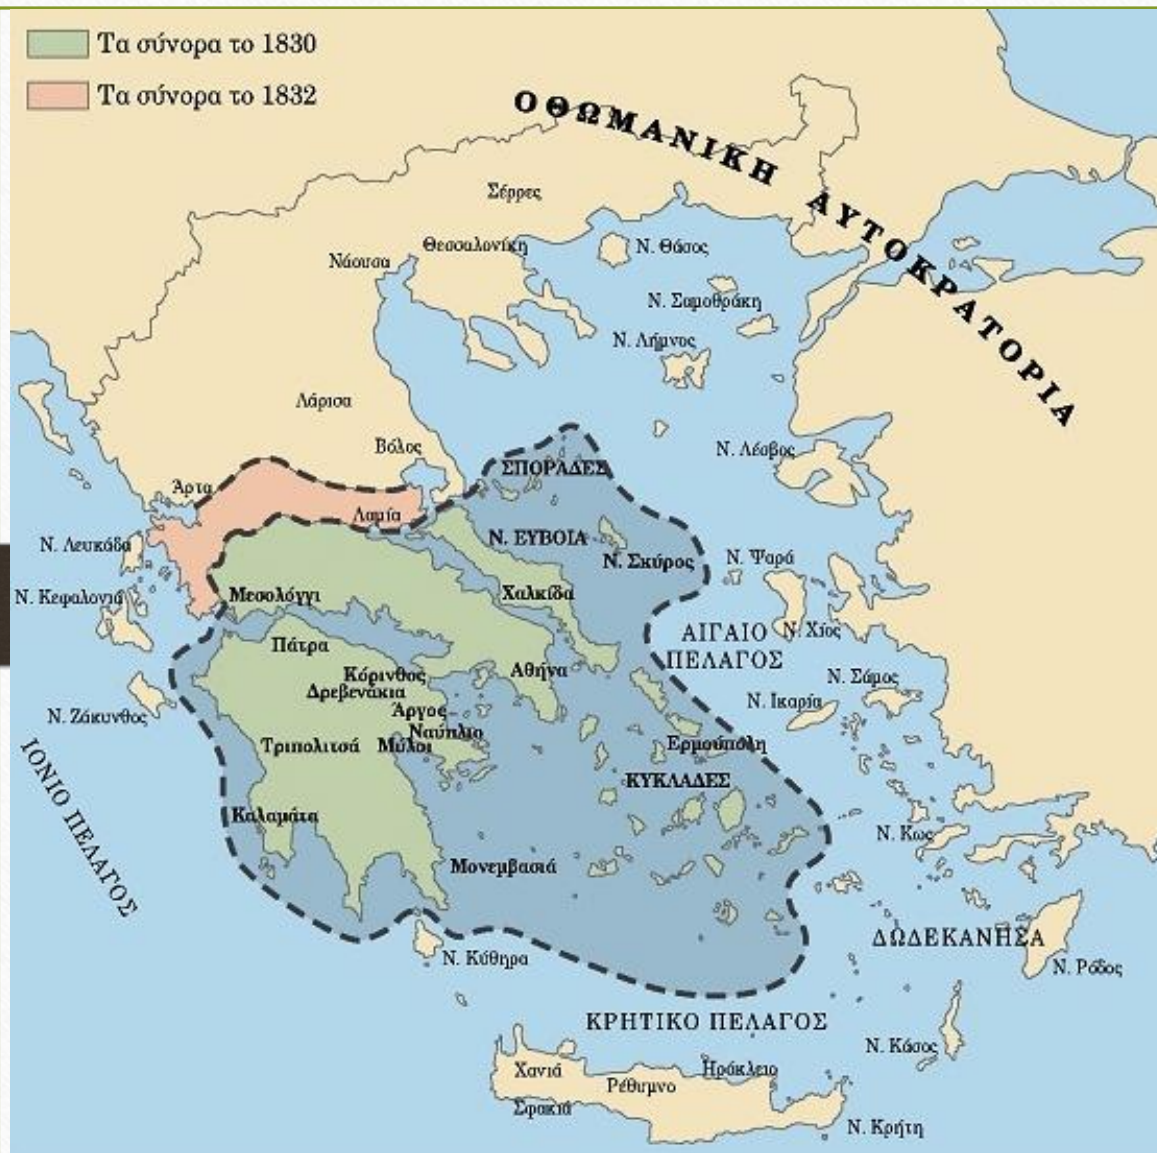 Τα σύνορα το 1830
Τα σύνορα το 1832
ΟΘΩΜΑΝΙΚΗ ΑΥΤΟΚΡΑΤΟΡΙΑ
Σέρρες
Θεσσαλονίκη
Νάουσα
Ν. Θάσος
Ν. Σαμοθράκη
Ν. Λήμνος
Λάρισα
Βόλος
Ν. Λέσβος
ΣΠΟΡΑΔΕΣ
Άρτα
Λαμία
Ν. ΕΥΒΟΙΑ
Ν. Λευκάδα
Ν. Σκύρος
Ν. Ψαρά
Ν. Κεφαλονιά
Μεσολόγγι
Χαλκίδα
Ν. Χίος
ΑΙΓΑΙΟ
ΠΕΛΑΓΟΣ
Πάτρα
Κόρινθος
Αθήνα
Δρεβενάκια
Ν. Σάμος
Ν. Ικαρία
Ν. Ζάκυνθος
Άργος
Ναύπλιο
Τριπολιτσά
Μύλοι
Ερμούπολη
ΙΟΝΙΟ ΠΕΛΑΓΟΣ
ΚΥΚΛΑΔΕΣ
Καλαμάτα
Ν. Κως
Μονεμβασιά
ΔΩΔΕΚΑΝΗΣΑ
Ν. Κύθηρα
Ν. Ρόδος
ΚΡΗΤΙΚΟ ΠΕΛΑΓΟΣ
Ν. Κάσος
Χανιά
Ηράκλειο
Ρέθυμνο
Σφακιά
Ν. Κρήτη